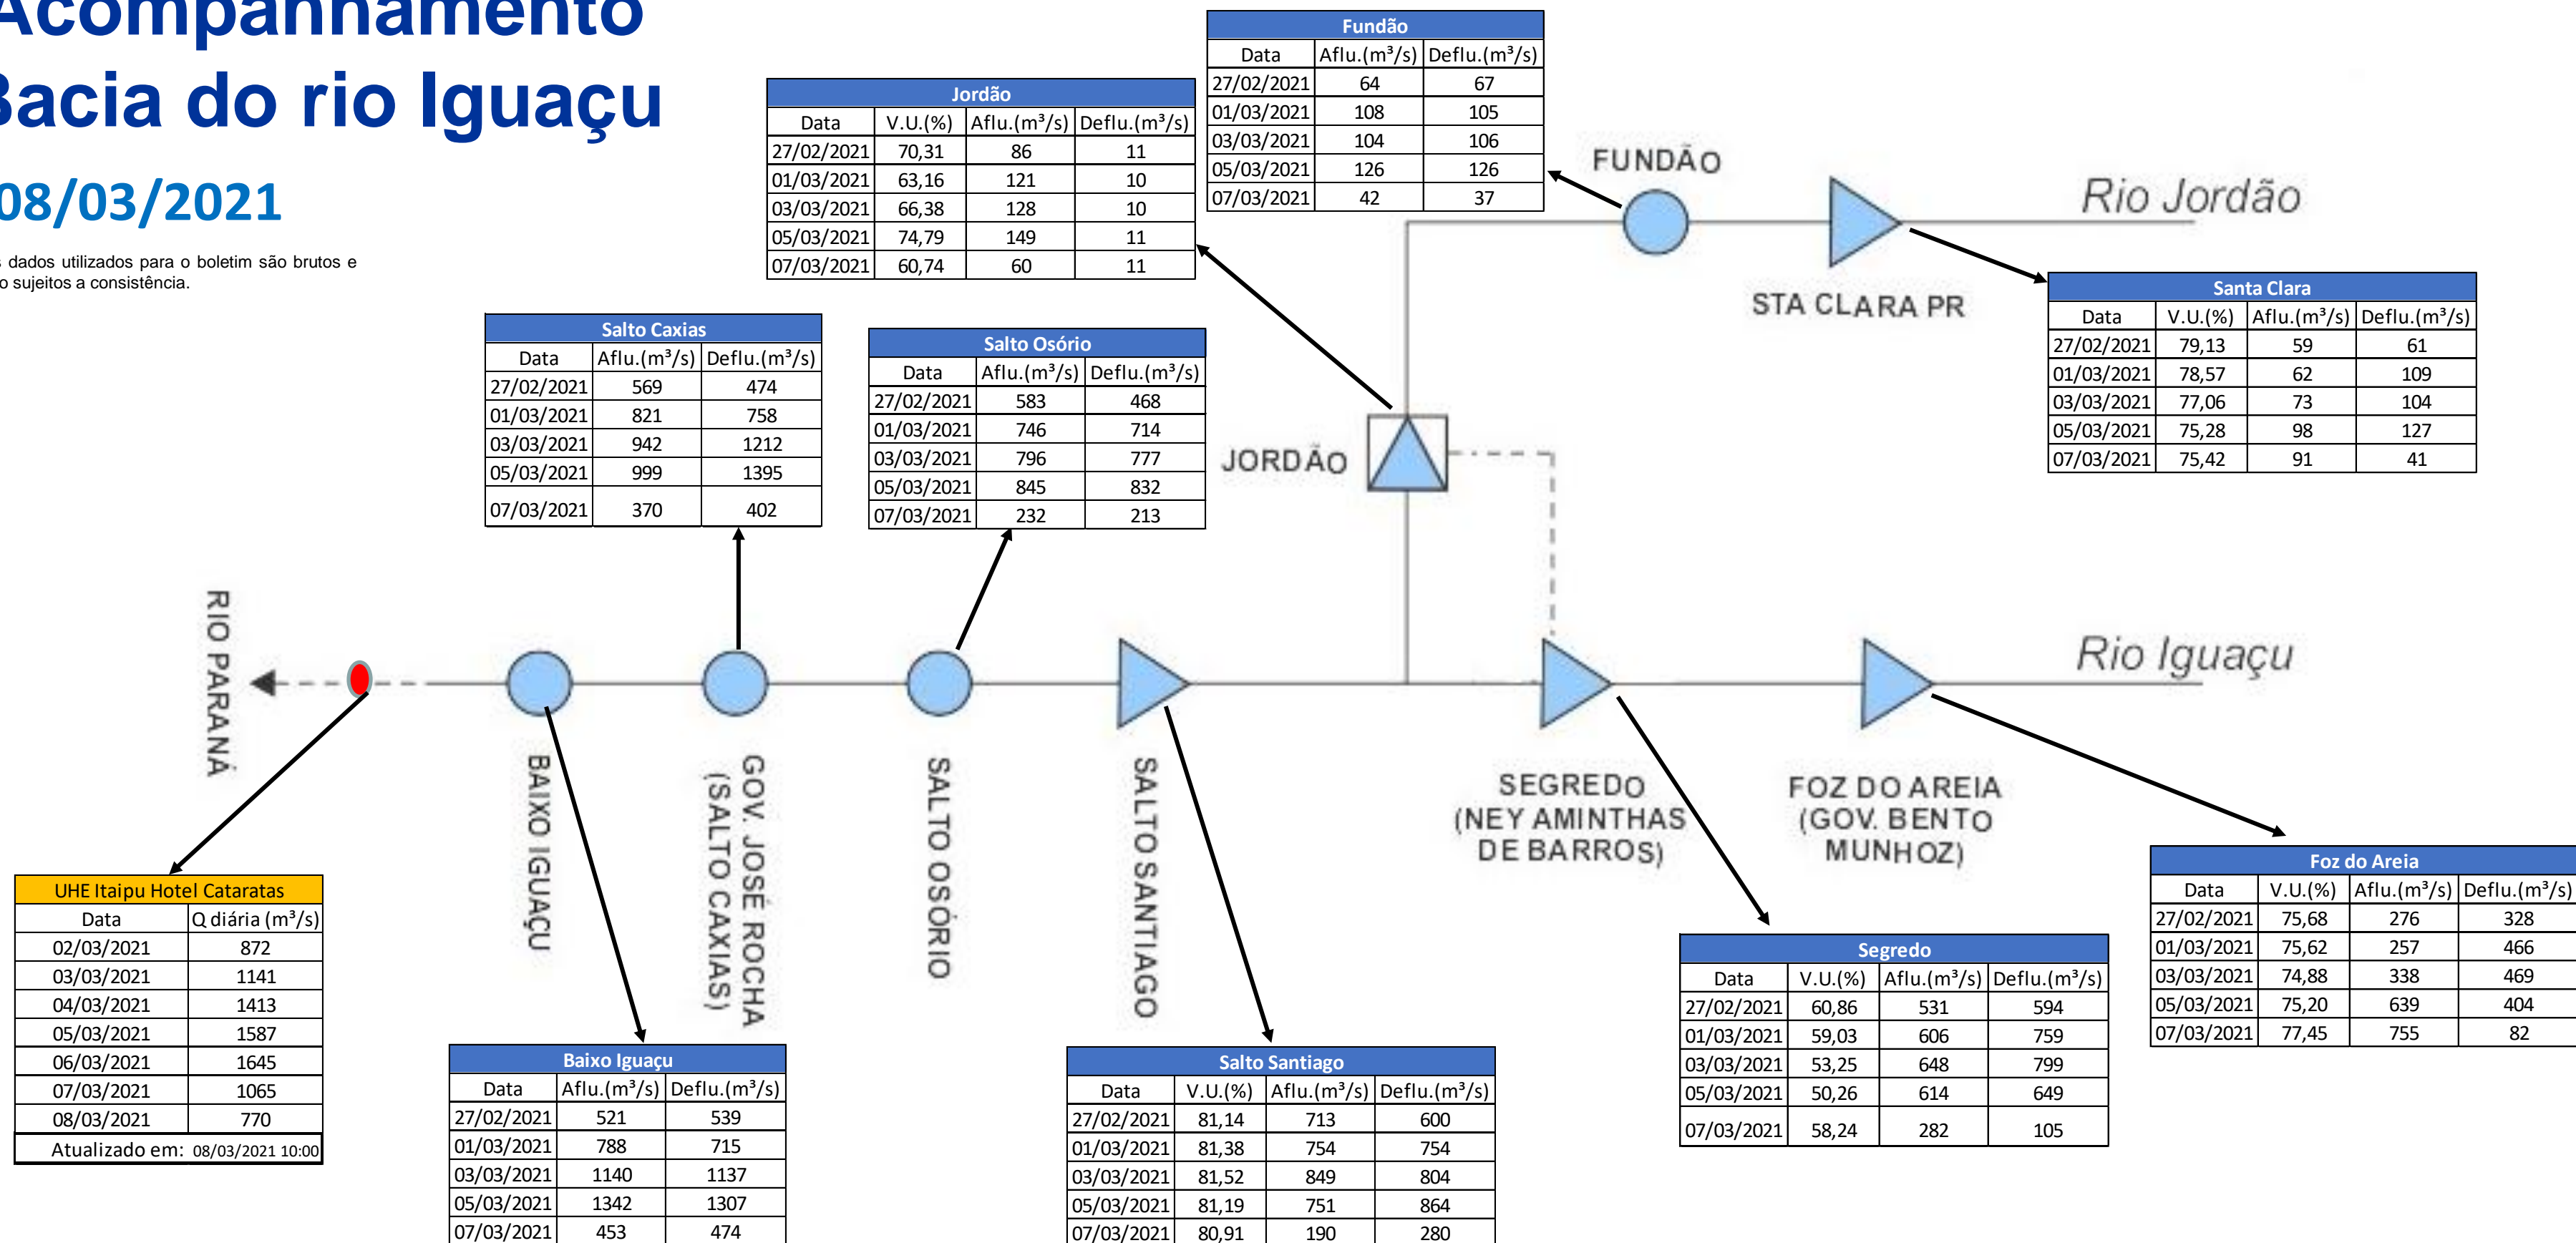 Acompanhamento
Bacia do rio Iguaçu
08/03/2021
dados utilizados para o boletim são brutos e
sujeitos a consistência.
Fundão
Data Aflu.(m³/s) Deflu.(m³/s)
27/02/2021 64 67
01/03/2021 108 105
03/03/2021 104 106
05/03/2021 126 126
07/03/2021 42 37
Jordão
Data V.U.(%) Aflu.(m³/s) Deflu.(m³/s)
27/02/2021 70,31 86 11
01/03/2021 63,16 121 10
03/03/2021 66,38 128 10
05/03/2021 74,79 149 11
07/03/2021 60,74 60 11
FUNDÃO
Rio Jordão
STA CLARA PR
Santa Clara
Data V.U.(%) Aflu.(m³/s) Deflu.(m³/s)
27/02/2021 79,13 59 61
01/03/2021 78,57 62 109
03/03/2021 77,06 73 104
05/03/2021 75,28 98 127
07/03/2021 75,42 91 41
Salto Caxias
Data Aflu.(m³/s) Deflu.(m³/s)
27/02/2021 569 474
01/03/2021 821 758
03/03/2021 942 1212
05/03/2021 999 1395
07/03/2021 370 402
Salto Osório
Data Aflu.(m³/s) Deflu.(m³/s)
27/02/2021 583 468
01/03/2021 746 714
03/03/2021 796 777
05/03/2021 845 832
07/03/2021 232 213
JORDÃO
RIO PARANÁ
Rio Iguaçu
BAIXO IGUAÇU
GOV. JOSÉ ROCHA
(SALTO CAXIAS)
SALTO OSÓRIO
SALTO SANTIAGO
SEGREDO
(NEY AMINTHAS
DE BARROS)
FOZ DO AREIA
(GOV. BENTO
MUNHOZ)
UHE Itaipu Hotel Cataratas
Data Q diária (m³/s)
02/03/2021 872
03/03/2021 1141
04/03/2021 1413
05/03/2021 1587
06/03/2021 1645
07/03/2021 1065
08/03/2021 770
Atualizado em: 08/03/2021 10:00
Baixo Iguaçu
Data Aflu.(m³/s) Deflu.(m³/s)
27/02/2021 521 539
01/03/2021 788 715
03/03/2021 1140 1137
05/03/2021 1342 1307
07/03/2021 453 474
Salto Santiago
Data V.U.(%) Aflu.(m³/s) Deflu.(m³/s)
27/02/2021 81,14 713 600
01/03/2021 81,38 754 754
03/03/2021 81,52 849 804
05/03/2021 81,19 751 864
07/03/2021 80,91 190 280
Segredo
Data V.U.(%) Aflu.(m³/s) Deflu.(m³/s)
27/02/2021 60,86 531 594
01/03/2021 59,03 606 759
03/03/2021 53,25 648 799
05/03/2021 50,26 614 649
07/03/2021 58,24 282 105
Foz do Areia
Data V.U.(%) Aflu.(m³/s) Deflu.(m³/s)
27/02/2021 75,68 276 328
01/03/2021 75,62 257 466
03/03/2021 74,88 338 469
05/03/2021 75,20 639 404
07/03/2021 77,45 755 82